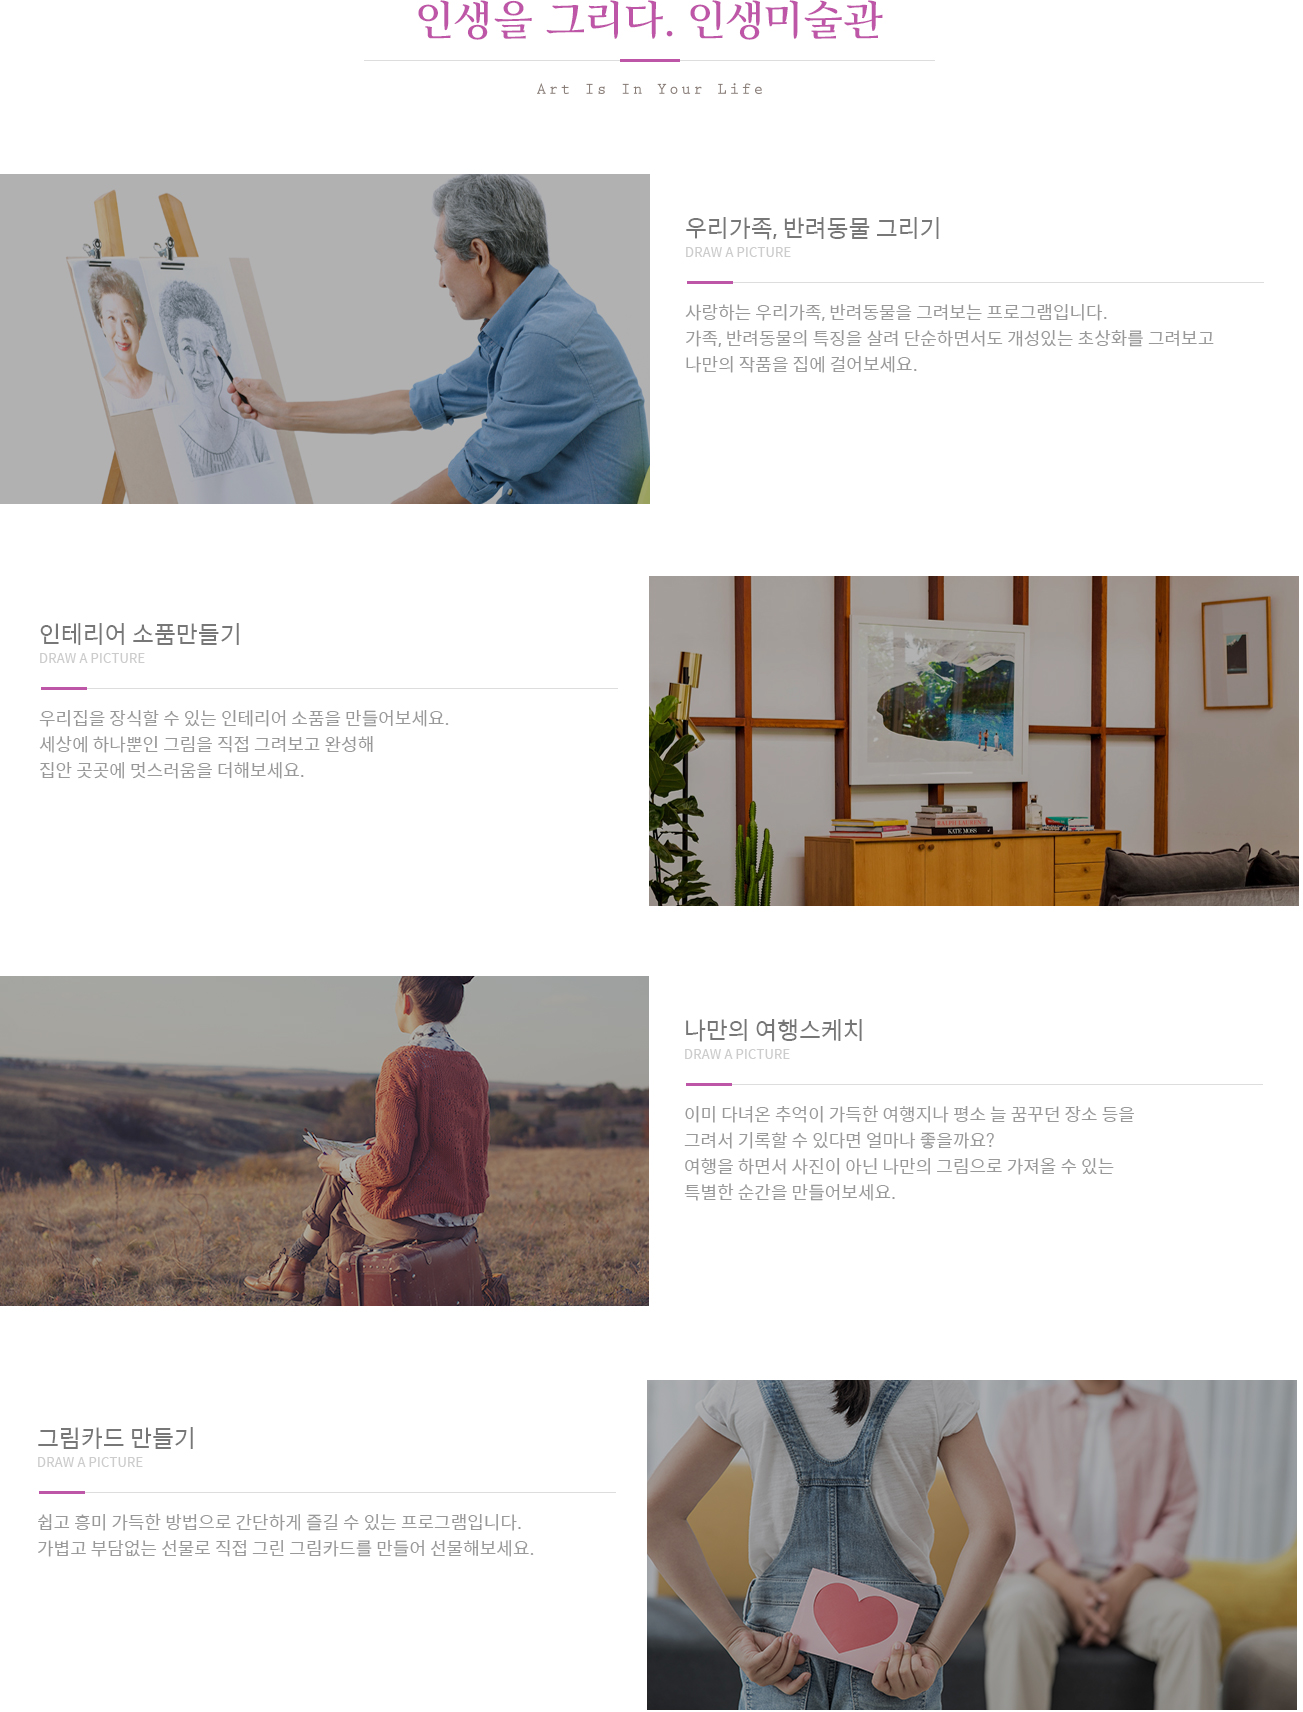 인생을 그리다. 인생미술관
Art Is In Your Life
우리가족, 반려동물 그리기
DRAW A PICTURE
사랑하는 우리가족, 반려동물을 그려보는 프로그램입니다.
가족, 반려동물의 특징을 살려 단순하면서도 개성있는 초상화를 그려보고
나만의 작품을 집에 걸어보세요.
인테리어 소품만들기
DRAW A PICTURE
우리집을 장식할 수 있는 인테리어 소품을 만들어보세요.
세상에 하나뿐인 그림을 직접 그려보고 완성해
집안 곳곳에 멋스러움을 더해보세요.
RALPH LAUREN
KATE MOSS
나만의 여행스케치
DRAW A PICTURE
이미 다녀온 추억이 가득한 여행지나 평소 늘 꿈꾸던 장소 등을
그려서 기록할 수 있다면 얼마나 좋을까요?
여행을 하면서 사진이 아닌 나만의 그림으로 가져올 수 있는
특별한 순간을 만들어보세요.
그림카드 만들기
DRAW A PICTURE
쉽고 흥미 가득한 방법으로 간단하게 즐길 수 있는 프로그램입니다.
가볍고 부담없는 선물로 직접 그린 그림카드를 만들어 선물해보세요.